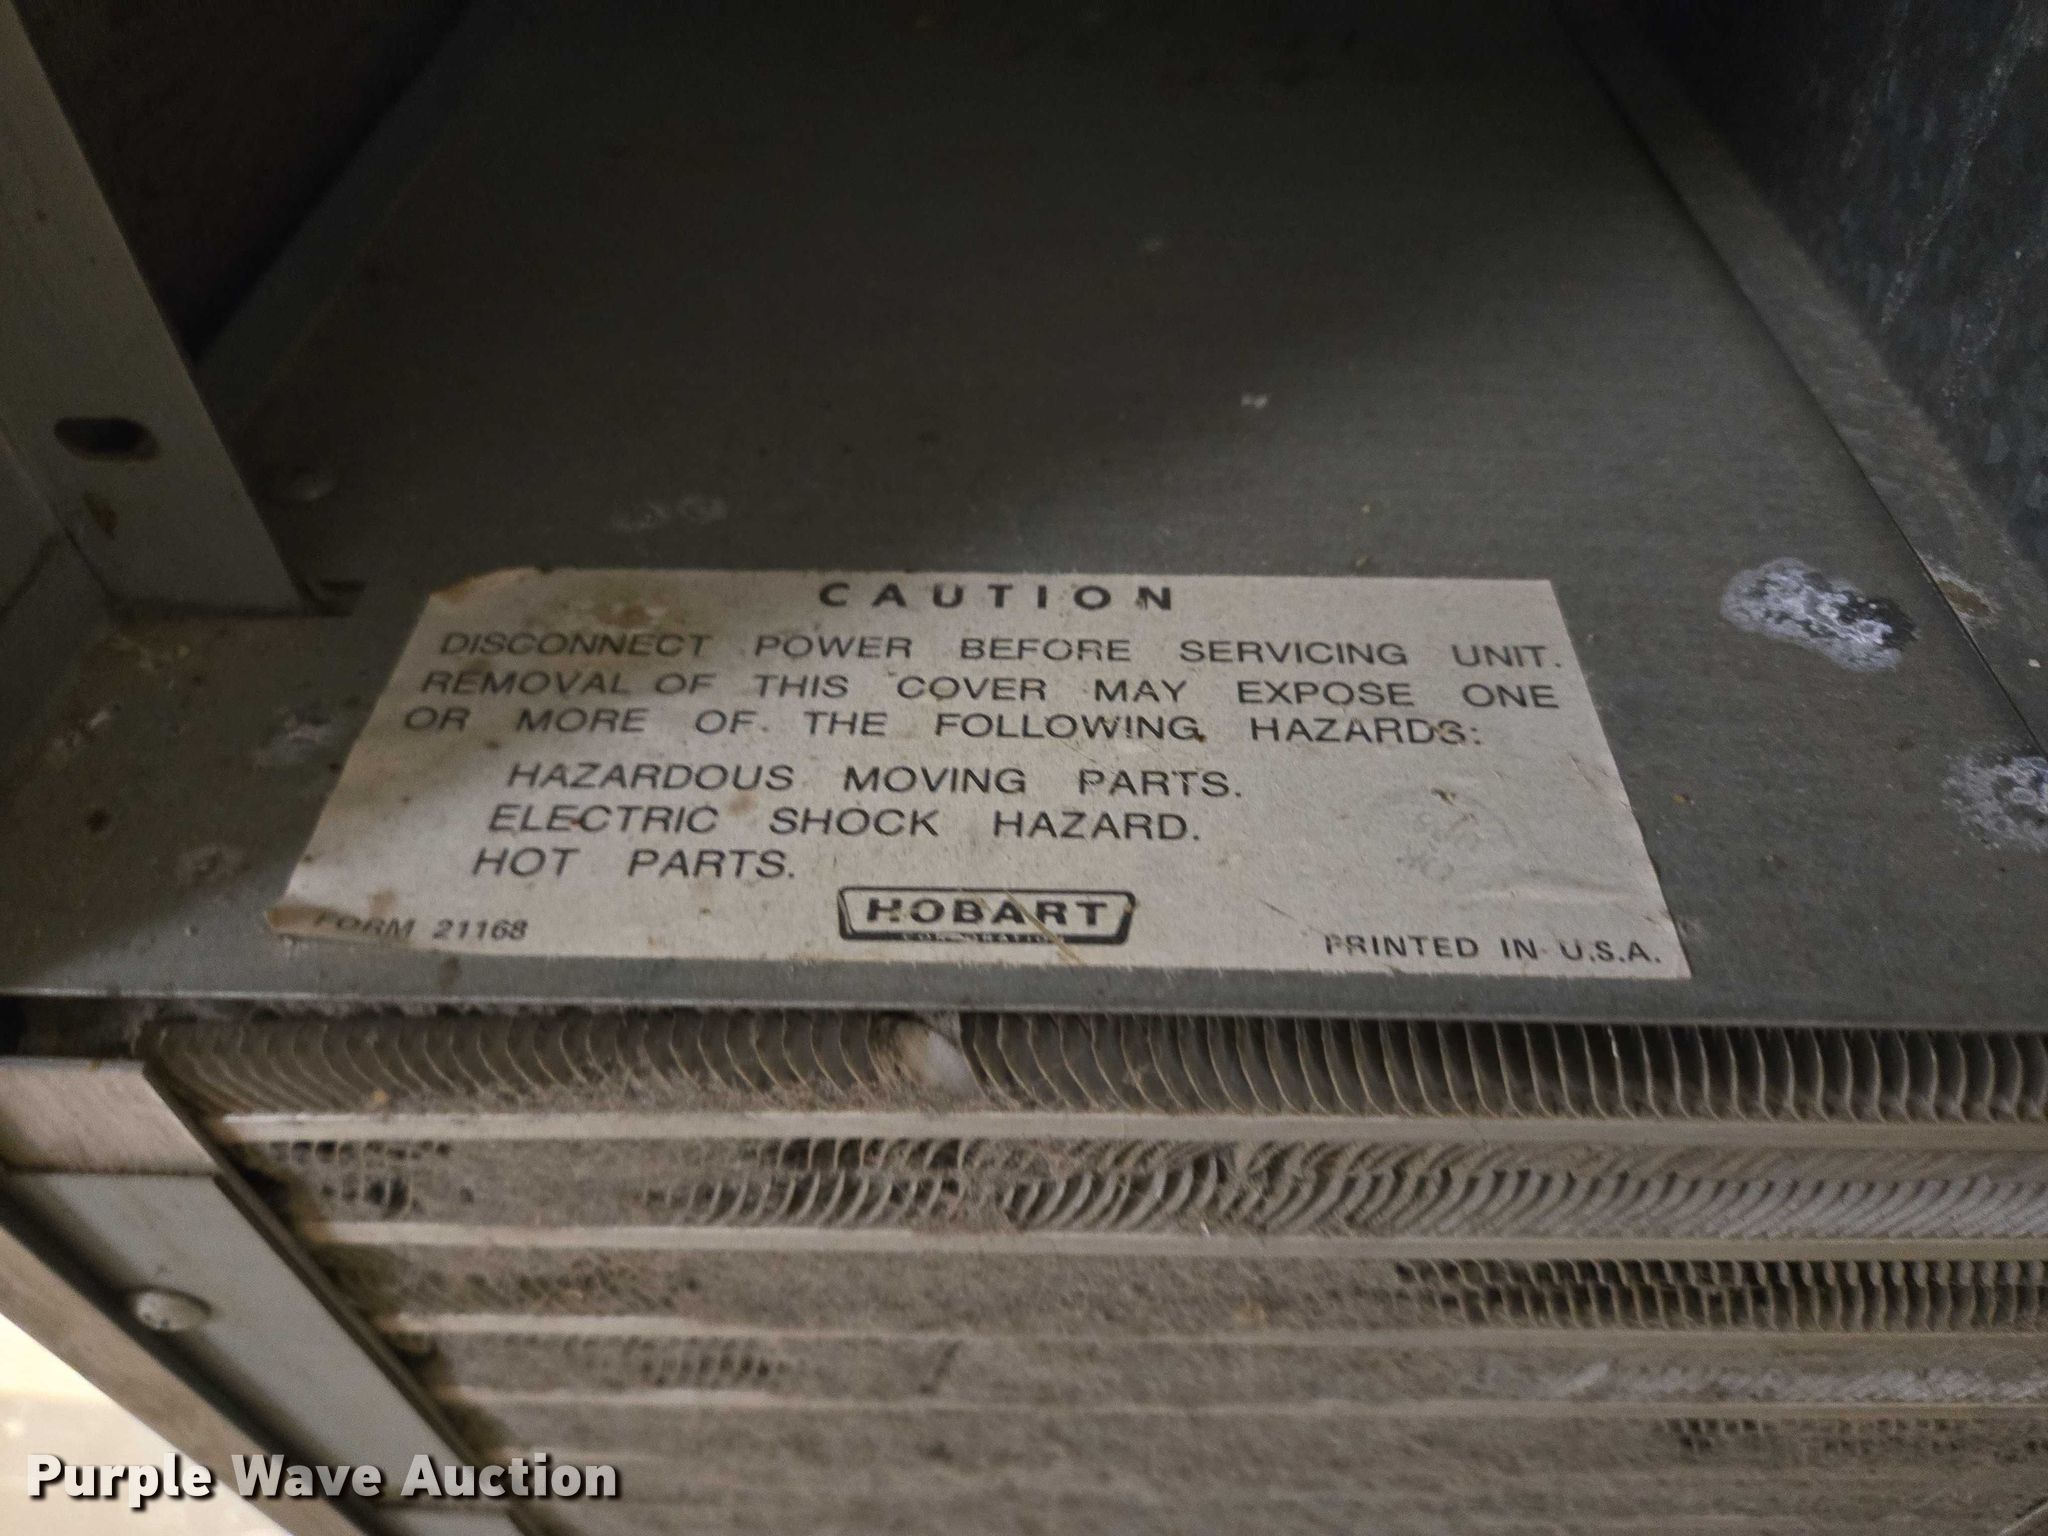 CAUTION
DISCONNECT POWER BEFORE SERVICING UNIT.
REMOVAL OF THIS COVER MAY EXPOSE ONE
OR MORE OF THE FOLLOWING HAZARDS:
HAZARDOUS MOVING PARTS.
ELECTRIC SHOCK HAZARD.
HOT PARTS.
HOBART
CORPORATION
FORM 21168
PRINTED IN U.S.A.
Purple Wave Auction